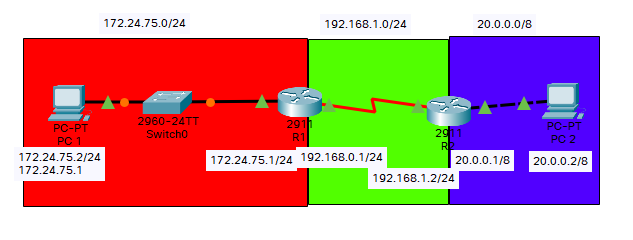 172.24.75.0/24
192.168.1.0/24
20.0.0.0/8
PC-PT
PC 1
2960-24TT
Switch0
2911
R1
2911
R2
PC-PT
PC 2
172.24.75.2/24
172.24.75.1
172.24.75.1/24
192.168.0.1/24
192.168.1.2/24
20.0.0.1/8
20.0.0.2/8